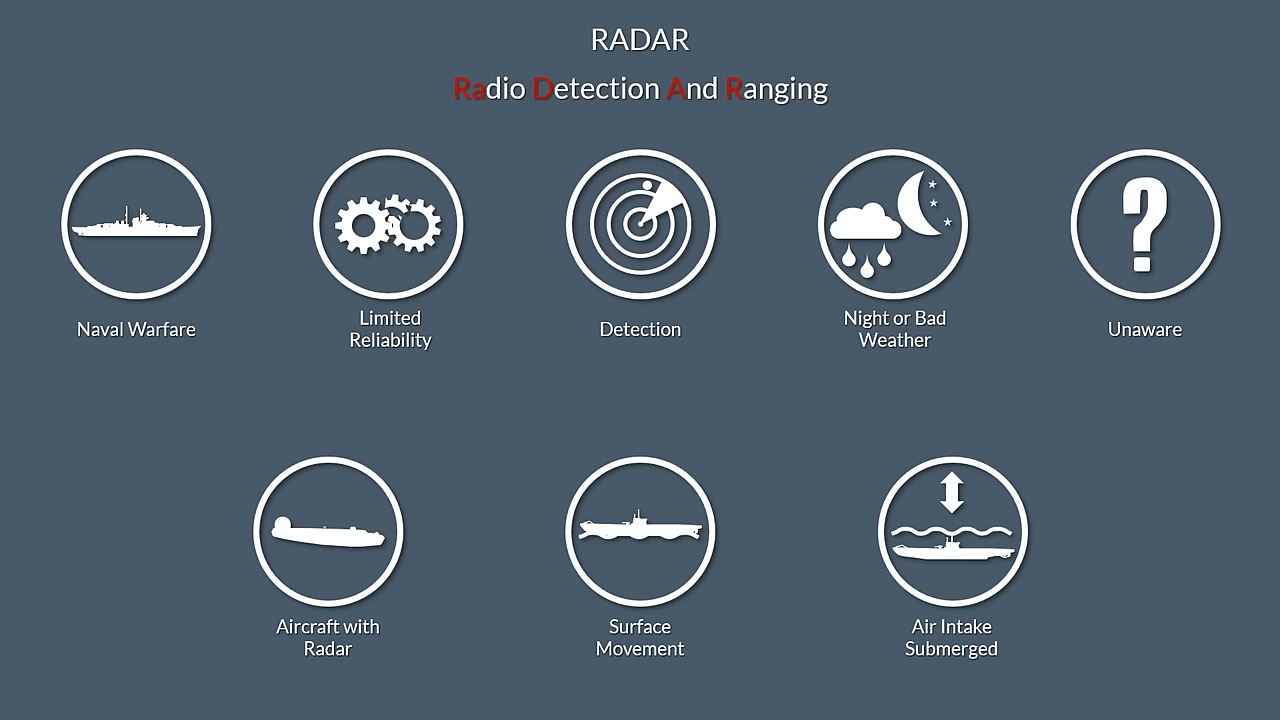 RADAR
Radio Detection And Ranging
Naval Warfare
Limited
Reliability
Detection
Night or Bad
Weather
Unaware
Aircraft with
Radar
Surface
Movement
Air Intake
Submerged